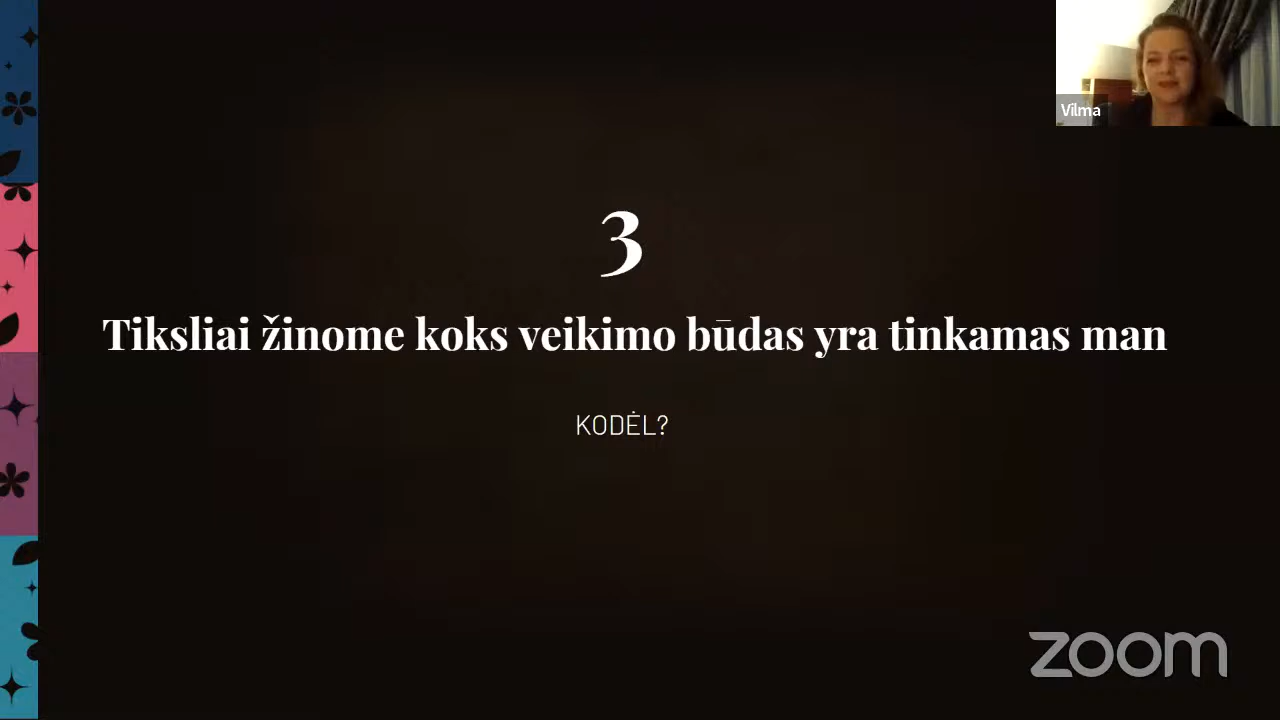 Vilma
3
Tiksliai žinome koks veikimo būdas yra tinkamas man
KODĖL?
zoom